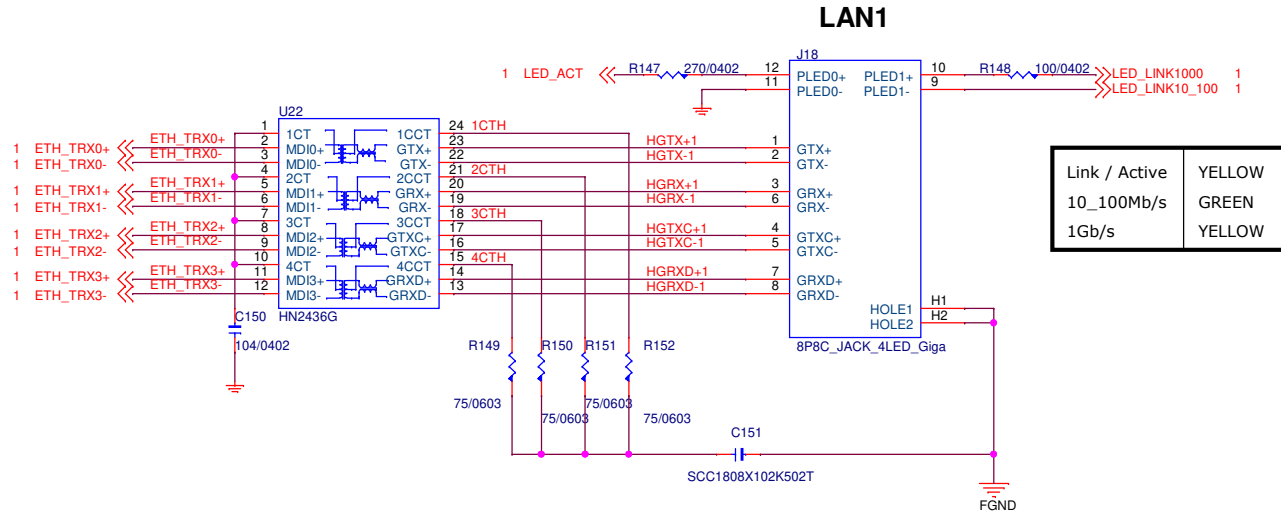 LAN1
J18
1 LED_ACT R147 270/0402 12 PLED0+ PLED1+ 10 R148 100/0402 LED_LINK1000 1
11 PLED0- PLED1- 9 LED_LINK10_100 1
U22
1 1CT 1CCT 24 1CTH
1 ETH_TRX0+ ETH_TRX0+ 2 MDI0+ GTX+ 23 HGTX+1 1 GTX+
1 ETH_TRX0- ETH_TRX0- 3 MDI0- GTX- 22 HGTX-1 2 GTX-
4 2CT 2CCT 21 2CTH
1 ETH_TRX1+ ETH_TRX1+ 5 MDI1+ GRX+ 20 HGRX+1 3 GRX+
1 ETH_TRX1- ETH_TRX1- 6 MDI1- GRX- 19 HGRX-1 6 GRX-
7 3CT 3CCT 18 3CTH
1 ETH_TRX2+ ETH_TRX2+ 8 MDI2+ GTXC+ 17 HGTXC+1 4 GTXC+
1 ETH_TRX2- ETH_TRX2- 9 MDI2- GTXC- 16 HGTXC-1 5 GTXC-
10 4CT 4CCT 15 4CTH
1 ETH_TRX3+ ETH_TRX3+ 11 MDI3+ GRXD+ 14 HGRXD+1 7 GRXD+
1 ETH_TRX3- ETH_TRX3- 12 MDI3- GRXD- 13 HGRXD-1 8 GRXD-
HN2436G
HOLE1 H1
HOLE2 H2
8P8C_JACK_4LED_Giga
Link / Active YELLOW
10_100Mb/s GREEN
1Gb/s YELLOW
C150
104/0402
R149 R150 R151 R152
75/0603 75/0603
75/0603 75/0603
C151
SCC1808X102K502T
FGND